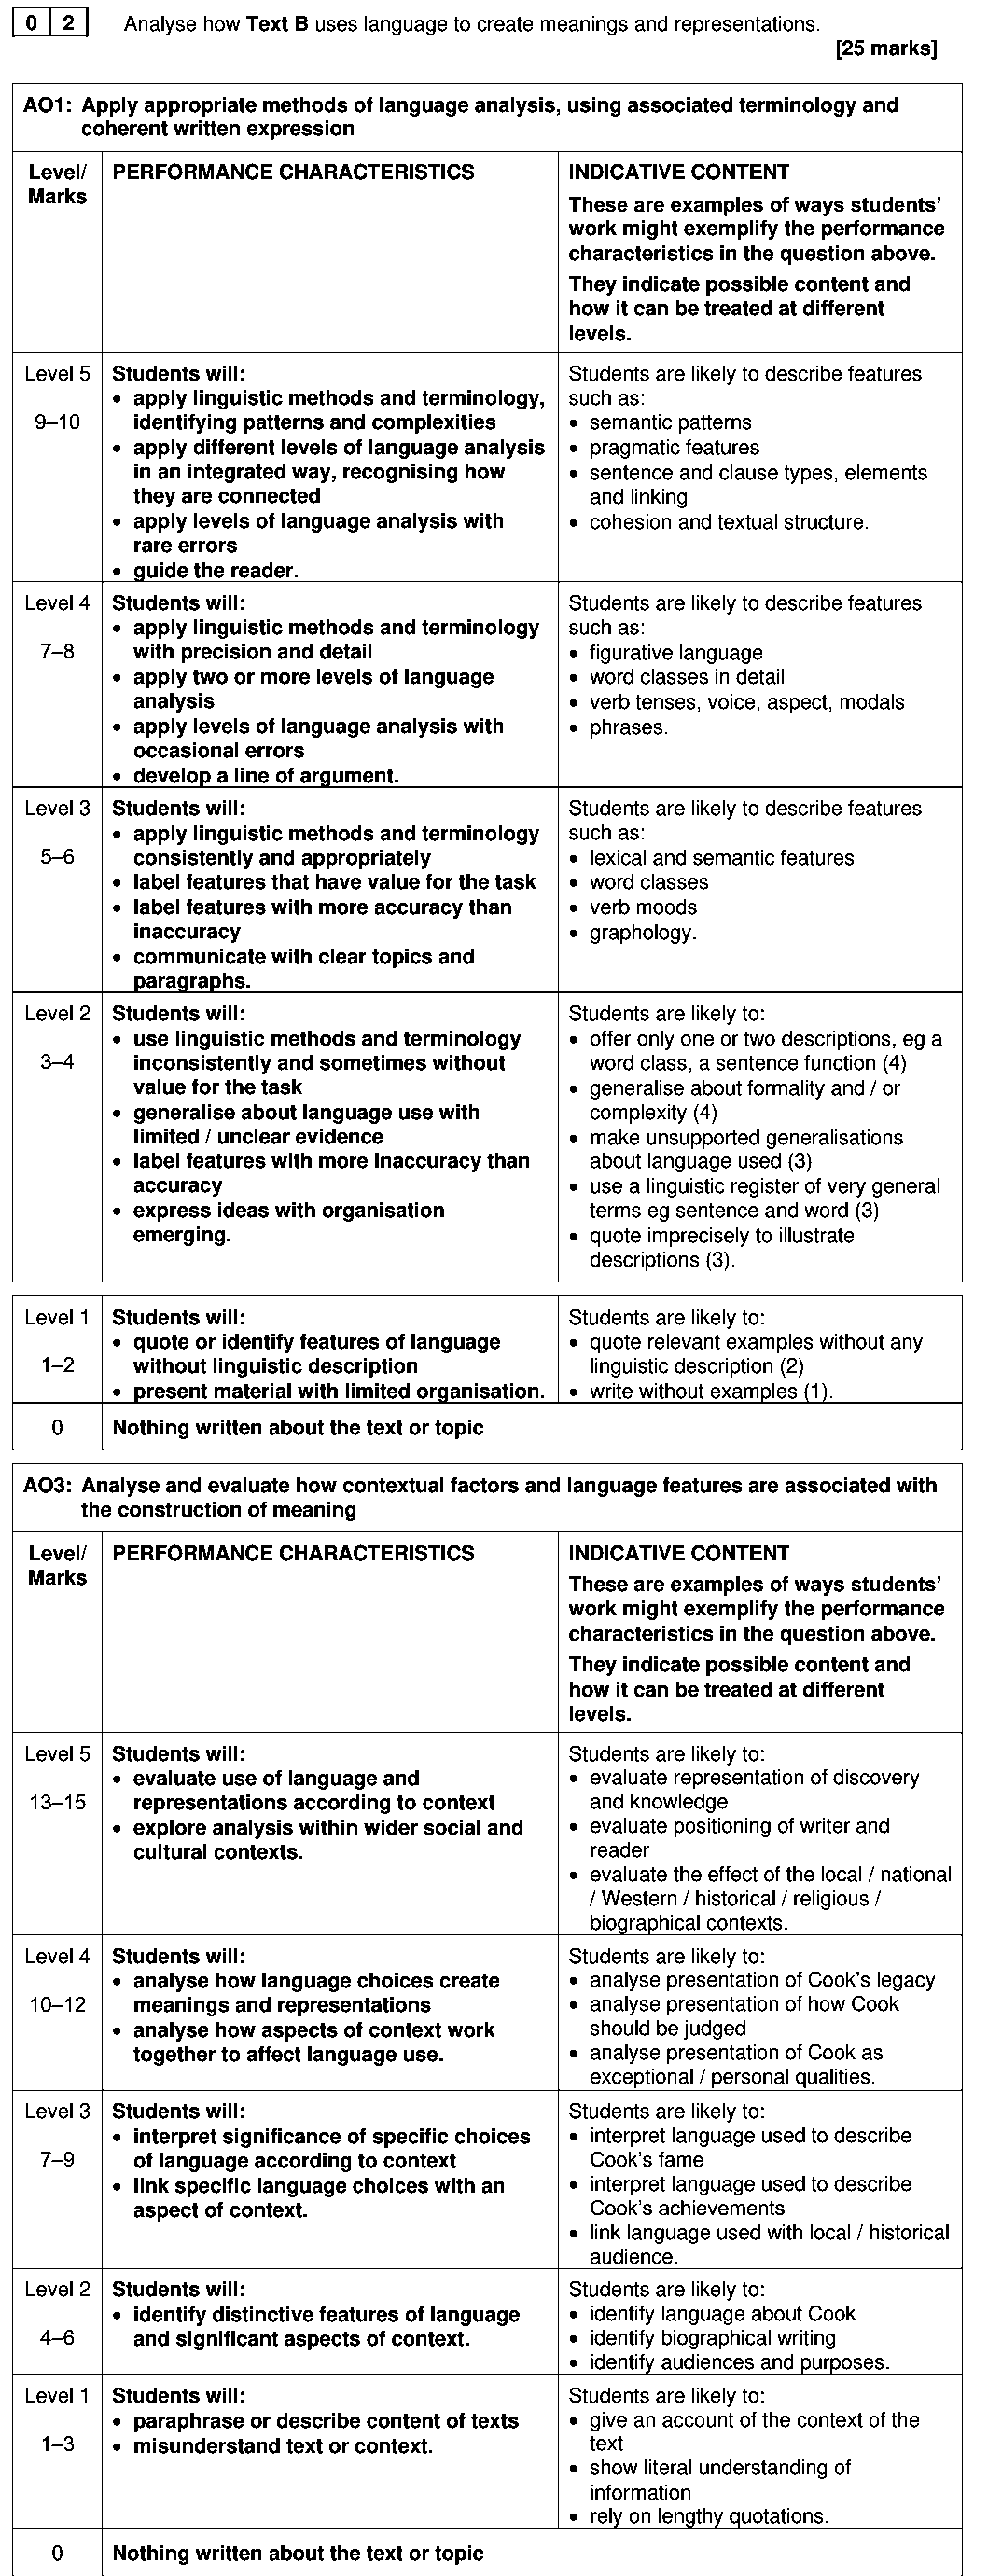 0 2 Analyse how Text B uses language to create meanings and representations.
[25 marks]
AO1: Apply appropriate methods of language analysis, using associated terminology and
coherent written expression
Level/
Marks
PERFORMANCE CHARACTERISTICS
INDICATIVE CONTENT
These are examples of ways students'
work might exemplify the performance
characteristics in the question above.
They indicate possible content and
how it can be treated at different
levels.
Level 5
9–10
Students will:
• apply linguistic methods and terminology,
identifying patterns and complexities
• apply different levels of language analysis
in an integrated way, recognising how
they are connected
• apply levels of language analysis with
rare errors
• guide the reader.
Students are likely to describe features
such as:
• semantic patterns
• pragmatic features
• sentence and clause types, elements
and linking
• cohesion and textual structure.
Level 4
7–8
Students will:
• apply linguistic methods and terminology
with precision and detail
• apply two or more levels of language
analysis
• apply levels of language analysis with
occasional errors
• develop a line of argument.
Students are likely to describe features
such as:
• figurative language
• word classes in detail
• verb tenses, voice, aspect, modals
• phrases.
Level 3
5–6
Students will:
• apply linguistic methods and terminology
consistently and appropriately
• label features that have value for the task
• label features with more accuracy than
inaccuracy
• communicate with clear topics and
paragraphs.
Students are likely to describe features
such as:
• lexical and semantic features
• word classes
• verb moods
• graphology.
Level 2
3–4
Students will:
• use linguistic methods and terminology
inconsistently and sometimes without
value for the task
• generalise about language use with
limited / unclear evidence
• label features with more inaccuracy than
accuracy
• express ideas with organisation
emerging.
Students are likely to:
• offer only one or two descriptions, eg a
word class, a sentence function (4)
• generalise about formality and / or
complexity (4)
• make unsupported generalisations
about language used (3)
• use a linguistic register of very general
terms eg sentence and word (3)
• quote imprecisely to illustrate
descriptions (3).
Level 1
1–2
Students will:
• quote or identify features of language
without linguistic description
• present material with limited organisation.
Students are likely to:
• quote relevant examples without any
linguistic description (2)
• write without examples (1).
0
Nothing written about the text or topic
AO3: Analyse and evaluate how contextual factors and language features are associated with
the construction of meaning
Level/
Marks
PERFORMANCE CHARACTERISTICS
INDICATIVE CONTENT
These are examples of ways students'
work might exemplify the performance
characteristics in the question above.
They indicate possible content and
how it can be treated at different
levels.
Level 5
13–15
Students will:
• evaluate use of language and
representations according to context
• explore analysis within wider social and
cultural contexts.
Students are likely to:
• evaluate representation of discovery
and knowledge
• evaluate positioning of writer and
reader
• evaluate the effect of the local / national
/ Western / historical / religious /
biographical contexts.
Level 4
10–12
Students will:
• analyse how language choices create
meanings and representations
• analyse how aspects of context work
together to affect language use.
Students are likely to:
• analyse presentation of Cook's legacy
• analyse presentation of how Cook
should be judged
• analyse presentation of Cook as
exceptional / personal qualities.
Level 3
7–9
Students will:
• interpret significance of specific choices
of language according to context
• link specific language choices with an
aspect of context.
Students are likely to:
• interpret language used to describe
Cook's fame
• interpret language used to describe
Cook's achievements
• link language used with local / historical
audience.
Level 2
4–6
Students will:
• identify distinctive features of language
and significant aspects of context.
Students are likely to:
• identify language about Cook
• identify biographical writing
• identify audiences and purposes.
Level 1
1–3
Students will:
• paraphrase or describe content of texts
• misunderstand text or context.
Students are likely to:
• give an account of the context of the
text
• show literal understanding of
information
• rely on lengthy quotations.
0
Nothing written about the text or topic